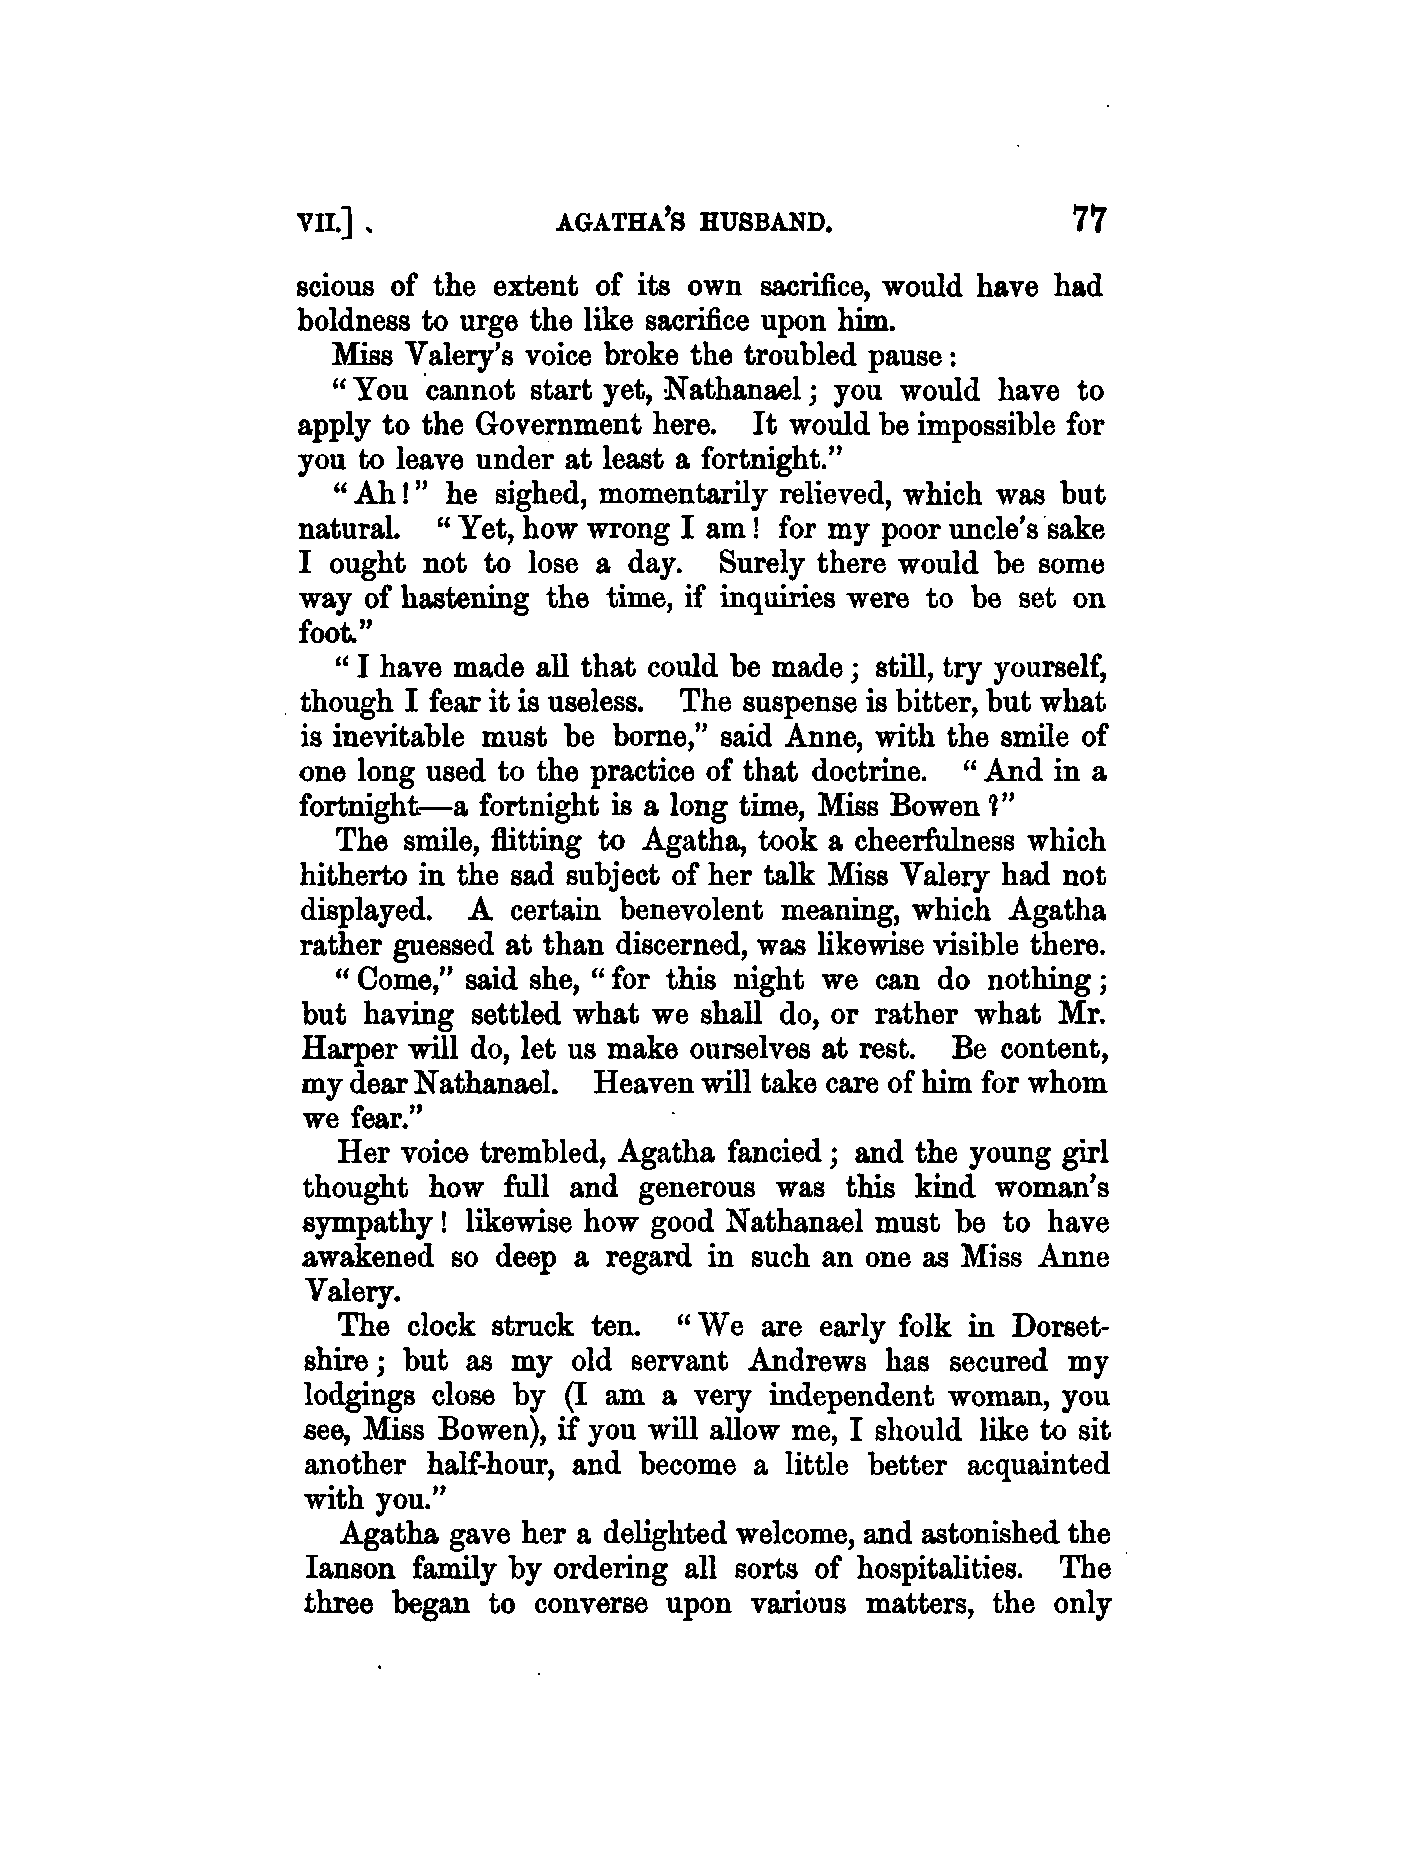 VII.] . AGATHA'S HUSBAND. 77
scious of the extent of its own sacrifice, would have had
boldness to urge the like sacrifice upon him.
Miss Valery's voice broke the troubled pause :
" You cannot start yet, Nathanael ; you would have to
apply to the Government here. It would be impossible for
you to leave under at least a fortnight."
" Ah ! " he sighed, momentarily relieved, which was but
natural. " Yet, how wrong I am ! for my poor uncle's sake
I ought not to lose a day. Surely there would be some
way of hastening the time, if inquiries were to be set on
foot."
" I have made all that could be made ; still, try yourself,
though I fear it is useless. The suspense is bitter, but what
is inevitable must be borne," said Anne, with the smile of
one long used to the practice of that doctrine. " And in a
fortnight—a fortnight is a long time, Miss Bowen ?"
The smile, flitting to Agatha, took a cheerfulness which
hitherto in the sad subject of her talk Miss Valery had not
displayed. A certain benevolent meaning, which Agatha
rather guessed at than discerned, was likewise visible there.
" Come," said she, " for this night we can do nothing ;
but having settled what we shall do, or rather what Mr.
Harper will do, let us make ourselves at rest. Be content,
my dear Nathanael. Heaven will take care of him for whom
we fear."
Her voice trembled, Agatha fancied ; and the young girl
thought how full and generous was this kind woman's
sympathy ! likewise how good Nathanael must be to have
awakened so deep a regard in such an one as Miss Anne
Valery.
The clock struck ten. " We are early folk in Dorset-
shire ; but as my old servant Andrews has secured my
lodgings close by (I am a very independent woman, you
see, Miss Bowen), if you will allow me, I should like to sit
another half-hour, and become a little better acquainted
with you."
Agatha gave her a delighted welcome, and astonished the
Ianson family by ordering all sorts of hospitalities. The
three began to converse upon various matters, the only